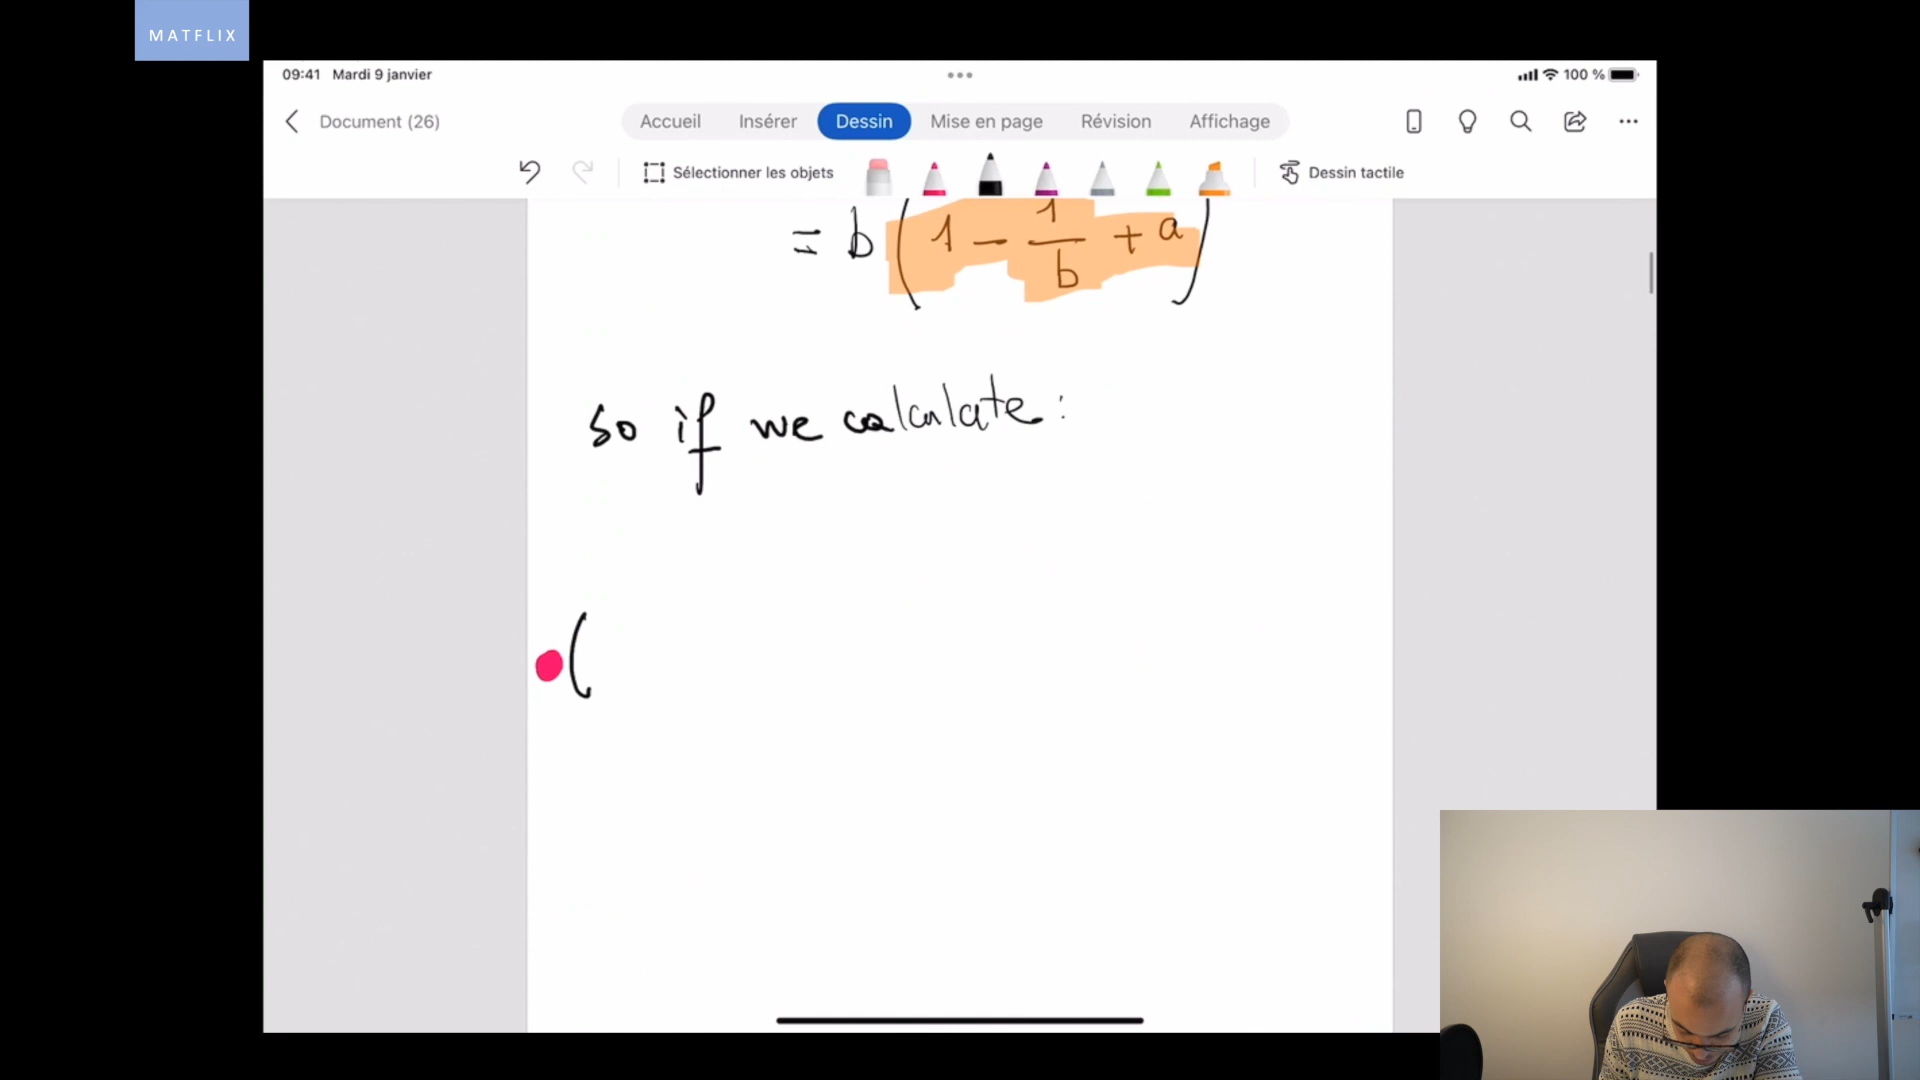 MATFLIX
09:41 Mardi 9 janvier
100 %
Document (26)
Accueil Insérer Dessin Mise en page Révision Affichage
Sélectionner les objets
Dessin tactile
= b ( 1 - 1/b + a )
so if we calculate:
(